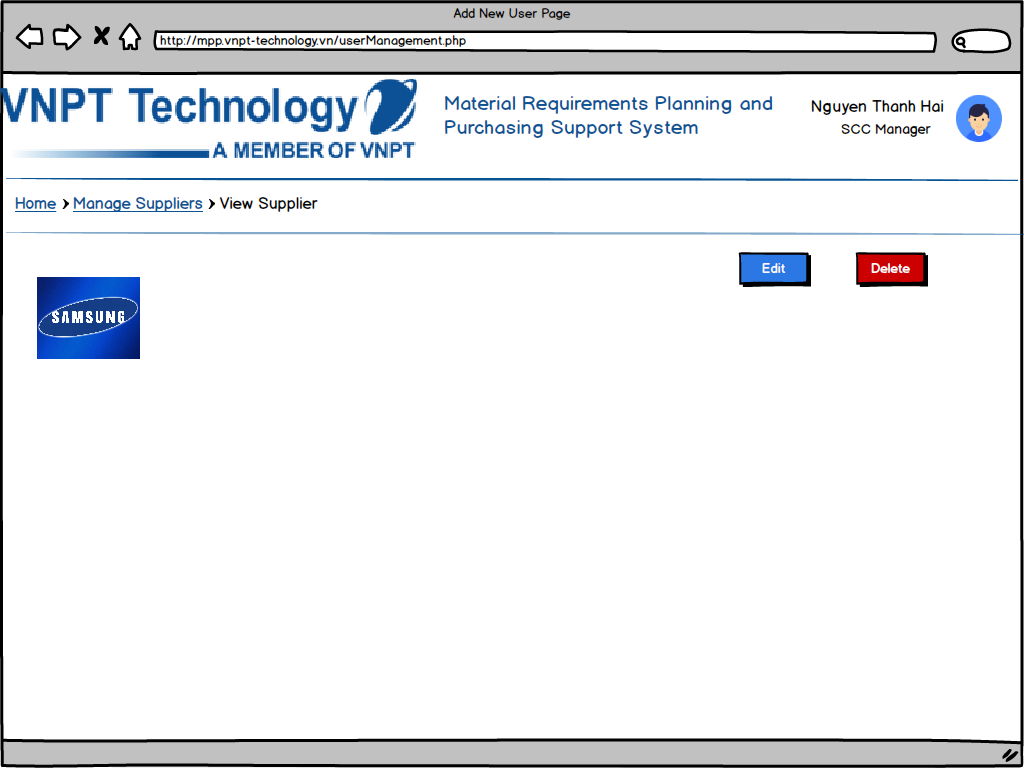 Add New User Page
http://mpp.vnpt-technology.vn/userManagement.php
VNPT Technology
A MEMBER OF VNPT
Material Requirements Planning and
Purchasing Support System
Nguyen Thanh Hai
SCC Manager
Home > Manage Suppliers > View Supplier
Edit
Delete
SAMSUNG